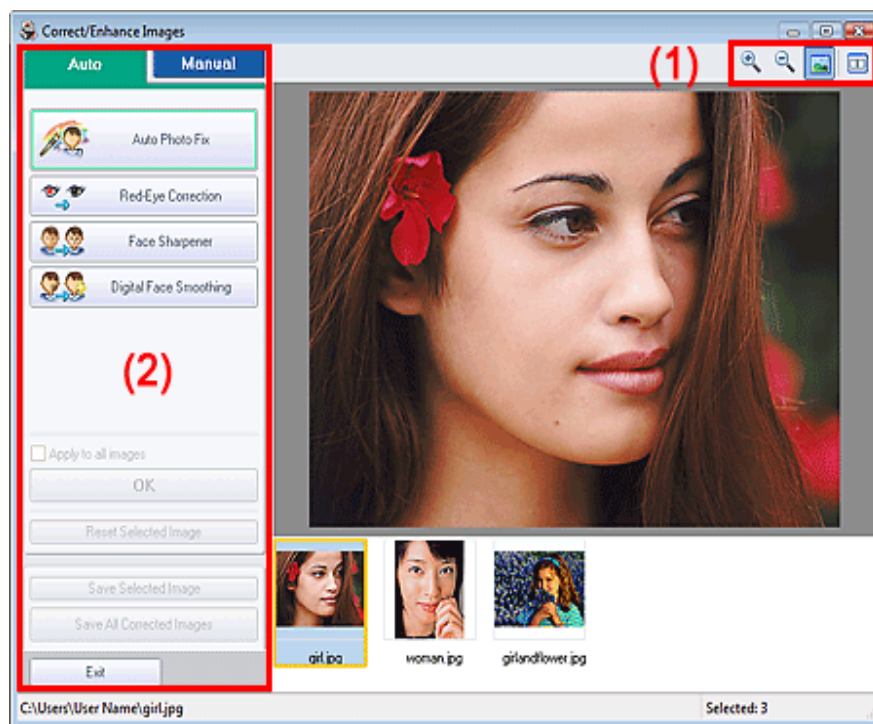 Correct/Enhance Images
(1)
Auto Manual
Auto Photo Fix
Red-Eye Correction
Face Sharpener
Digital Face Smoothing
(2)
Apply to all images
OK
Reset Selected Image
Save Selected Image
Save All Corrected Images
Exit
girl.jpg woman.jpg girlandflower.jpg
C:\Users\User Name\girl.jpg Selected: 3